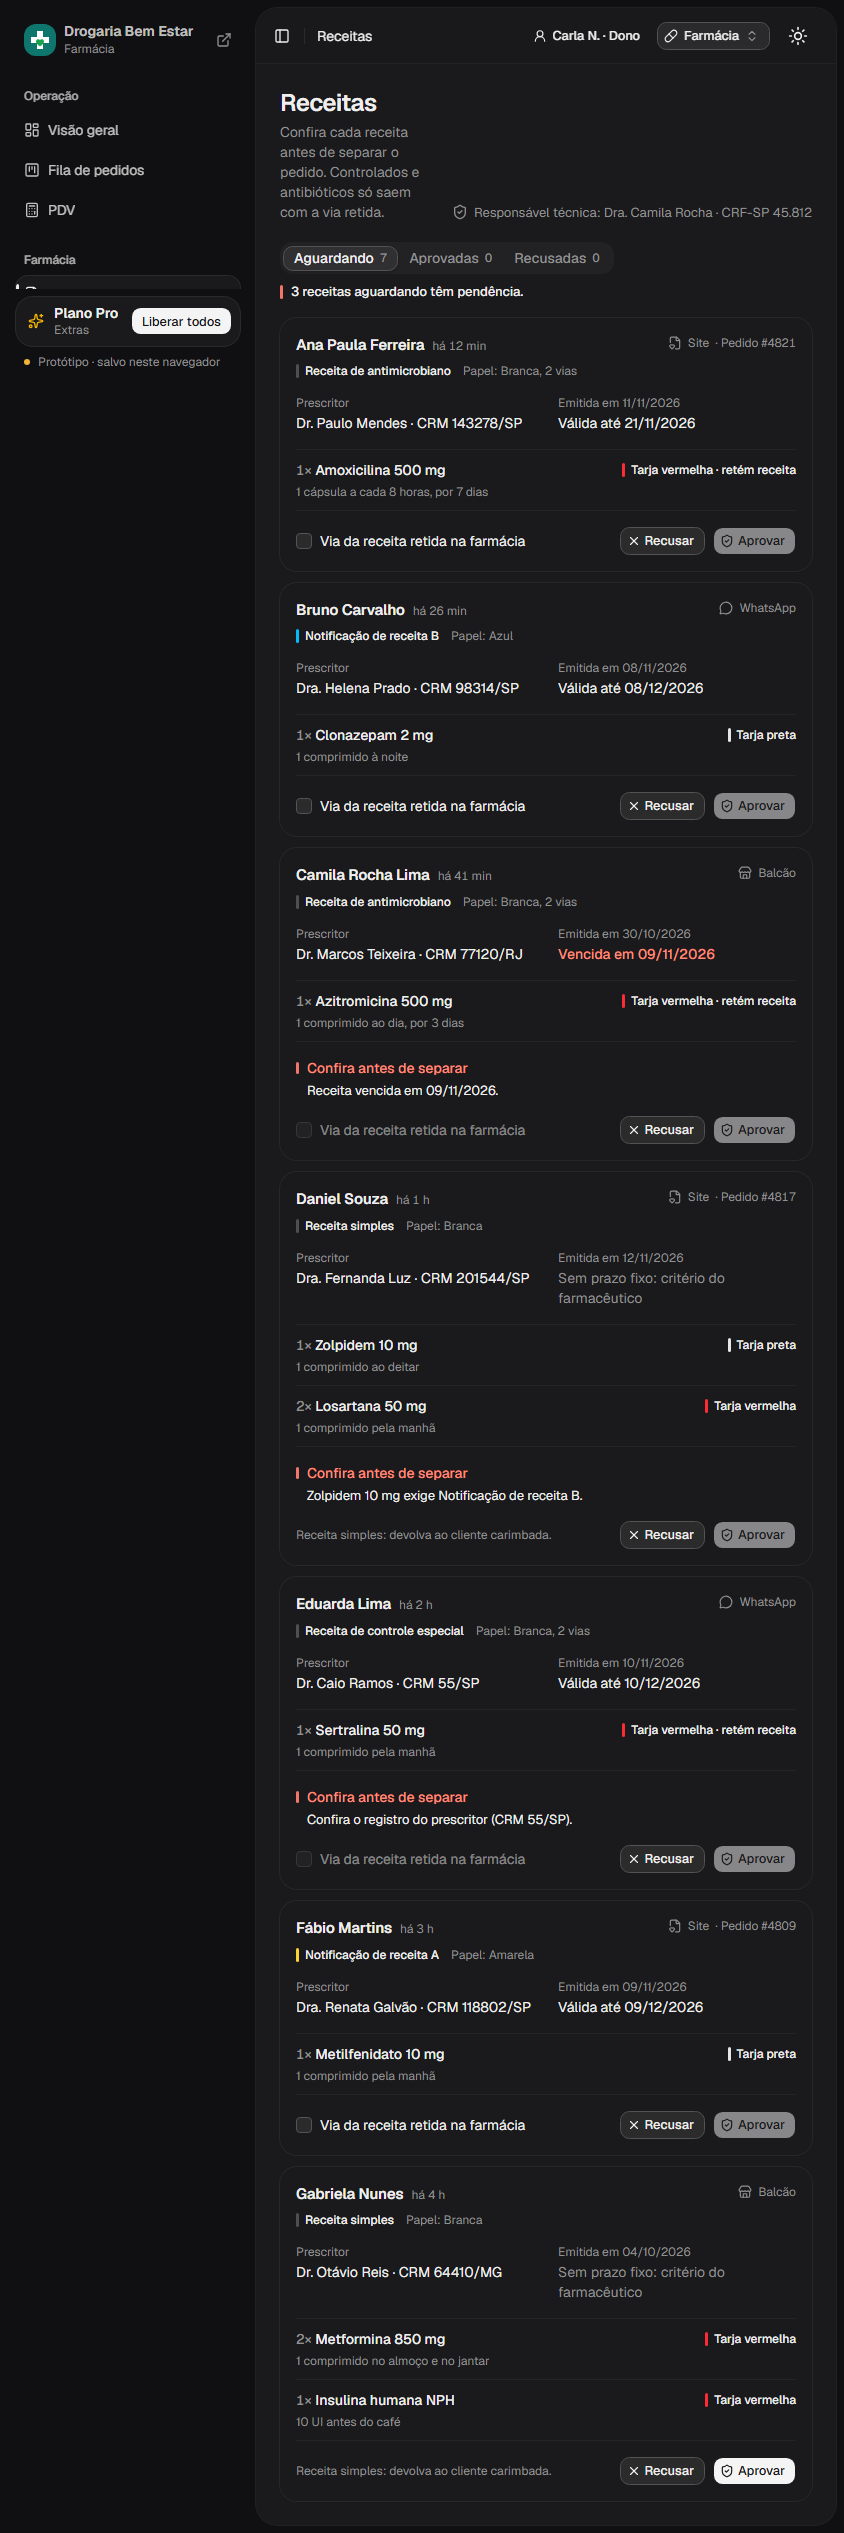 Drogaria Bem Estar
Farmácia
Operação
Visão geral
Fila de pedidos
PDV
Farmácia
Plano Pro
Extras
Liberar todos
Protótipo · salvo neste navegador
Receitas
Carla N. · Dono
Farmácia
Receitas
Confira cada receita
antes de separar o
pedido. Controlados e
antibióticos só saem
com a via retida.
Responsável técnica: Dra. Camila Rocha · CRF-SP 45.812
Aguardando 7
Aprovadas 0
Recusadas 0
3 receitas aguardando têm pendência.
Ana Paula Ferreira há 12 min
Site · Pedido #4821
Receita de antimicrobiano Papel: Branca, 2 vias
Prescritor
Dr. Paulo Mendes · CRM 143278/SP
Emitida em 11/11/2026
Válida até 21/11/2026
1× Amoxicilina 500 mg
Tarja vermelha · retém receita
1 cápsula a cada 8 horas, por 7 dias
Via da receita retida na farmácia
Recusar
Aprovar
Bruno Carvalho há 26 min
WhatsApp
Notificação de receita B Papel: Azul
Prescritor
Dra. Helena Prado · CRM 98314/SP
Emitida em 08/11/2026
Válida até 08/12/2026
1× Clonazepam 2 mg
Tarja preta
1 comprimido à noite
Via da receita retida na farmácia
Recusar
Aprovar
Camila Rocha Lima há 41 min
Balcão
Receita de antimicrobiano Papel: Branca, 2 vias
Prescritor
Dr. Marcos Teixeira · CRM 77120/RJ
Emitida em 30/10/2026
Vencida em 09/11/2026
1× Azitromicina 500 mg
Tarja vermelha · retém receita
1 comprimido ao dia, por 3 dias
Confira antes de separar
Receita vencida em 09/11/2026.
Via da receita retida na farmácia
Recusar
Aprovar
Daniel Souza há 1 h
Site · Pedido #4817
Receita simples Papel: Branca
Prescritor
Dra. Fernanda Luz · CRM 201544/SP
Emitida em 12/11/2026
Sem prazo fixo: critério do
farmacêutico
1× Zolpidem 10 mg
Tarja preta
1 comprimido ao deitar
2× Losartana 50 mg
Tarja vermelha
1 comprimido pela manhã
Confira antes de separar
Zolpidem 10 mg exige Notificação de receita B.
Receita simples: devolva ao cliente carimbada.
Recusar
Aprovar
Eduarda Lima há 2 h
WhatsApp
Receita de controle especial Papel: Branca, 2 vias
Prescritor
Dr. Caio Ramos · CRM 55/SP
Emitida em 10/11/2026
Válida até 10/12/2026
1× Sertralina 50 mg
Tarja vermelha · retém receita
1 comprimido pela manhã
Confira antes de separar
Confira o registro do prescritor (CRM 55/SP).
Via da receita retida na farmácia
Recusar
Aprovar
Fábio Martins há 3 h
Site · Pedido #4809
Notificação de receita A Papel: Amarela
Prescritor
Dra. Renata Galvão · CRM 118802/SP
Emitida em 09/11/2026
Válida até 09/12/2026
1× Metilfenidato 10 mg
Tarja preta
1 comprimido pela manhã
Via da receita retida na farmácia
Recusar
Aprovar
Gabriela Nunes há 4 h
Balcão
Receita simples Papel: Branca
Prescritor
Dr. Otávio Reis · CRM 64410/MG
Emitida em 04/10/2026
Sem prazo fixo: critério do
farmacêutico
2× Metformina 850 mg
Tarja vermelha
1 comprimido no almoço e no jantar
1× Insulina humana NPH
Tarja vermelha
10 UI antes do café
Receita simples: devolva ao cliente carimbada.
Recusar
Aprovar